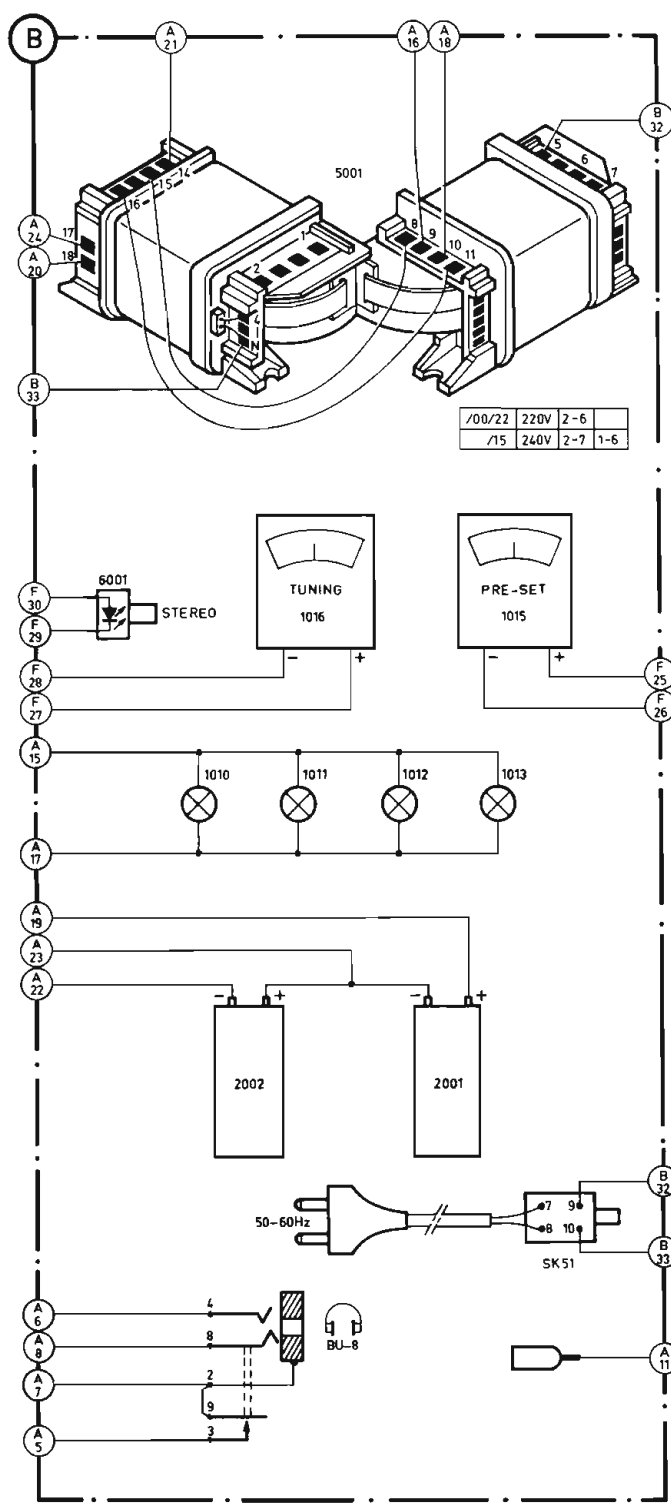 B
A 21
A 16
A 18
B 32
5001
5 6 7
16 15 14
8 9 10 11
A 24
17
A 20
18
2 1
B 33
/00/22 220V 2-6
/15 240V 2-7 1-6
6001
F 30
STEREO
F 29
TUNING
1016
PRE-SET
1015
- +
- +
F 28
F 25
F 27
F 26
A 15
1010 1011 1012 1013
A 17
A 19
A 23
A 22
- +
- +
2002
2001
B 32
7 9
50-60Hz
8 10
B 33
SK51
A 6
4
A 8
8
BU-8
A 7
2
A 11
9
A 5
3